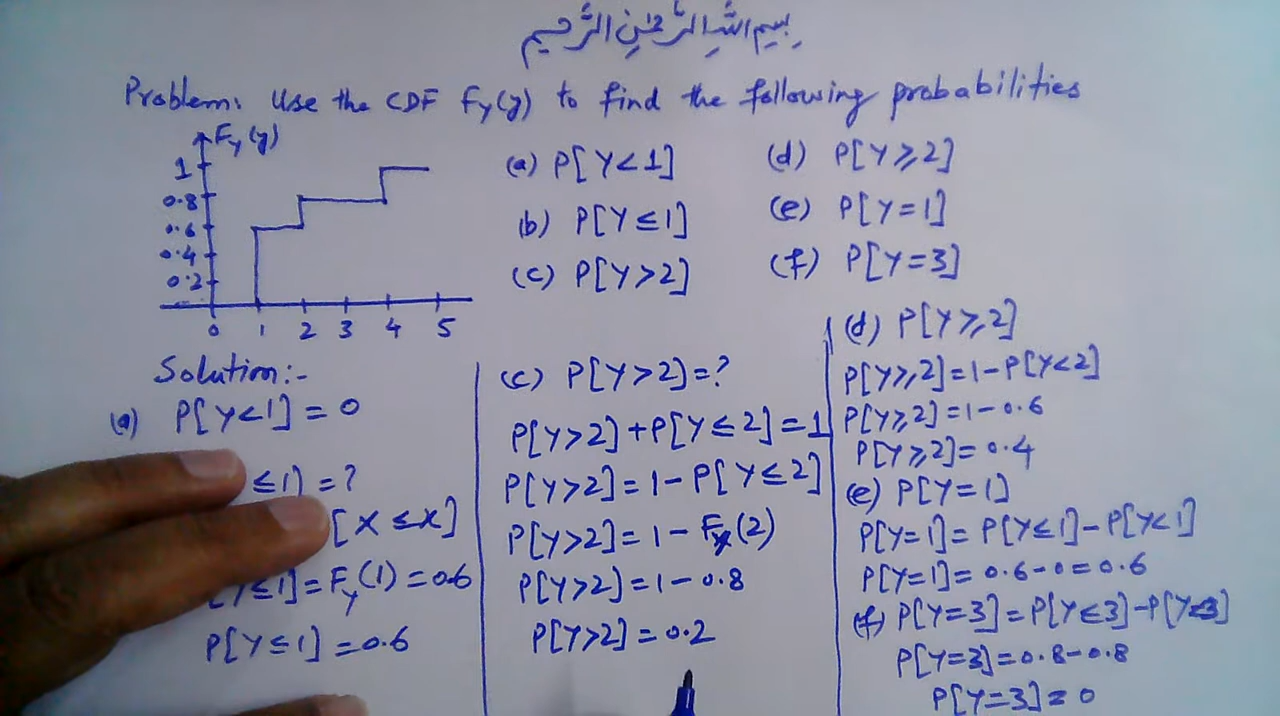 بِسْمِ اللهِ الرَّحْمٰنِ الرَّحِيمِ
Problem: Use the CDF Fy(y) to find the following probabilities
Fy(y)
1
0.8
0.6
0.4
0.2
0 1 2 3 4 5
(a) P[Y<1]
(b) P[Y≤1]
(c) P[Y>2]
(d) P[Y≥2]
(e) P[Y=1]
(f) P[Y=3]
Solution:-
(a) P[Y<1] = 0
≤1) = ?
[X ≤x]
Y≤1]=Fy(1)=0.6
P[Y≤1]=0.6
(c) P[Y>2]=?
P[Y>2]+P[Y≤2]=1
P[Y>2]=1-P[Y≤2]
P[Y>2]=1-Fy(2)
P[Y>2]=1-0.8
P[Y>2]=0.2
(d) P[Y≥2]
P[Y≥2]=1-P[Y<2]
P[Y≥2]=1-0.6
P[Y≥2]=0.4
(e) P[Y=1]
P[Y=1]=P[Y≤1]-P[Y<1]
P[Y=1]=0.6-0=0.6
(f) P[Y=3]=P[Y≤3]-P[Y<3]
P[Y=3]=0.8-0.8
P[Y=3]=0